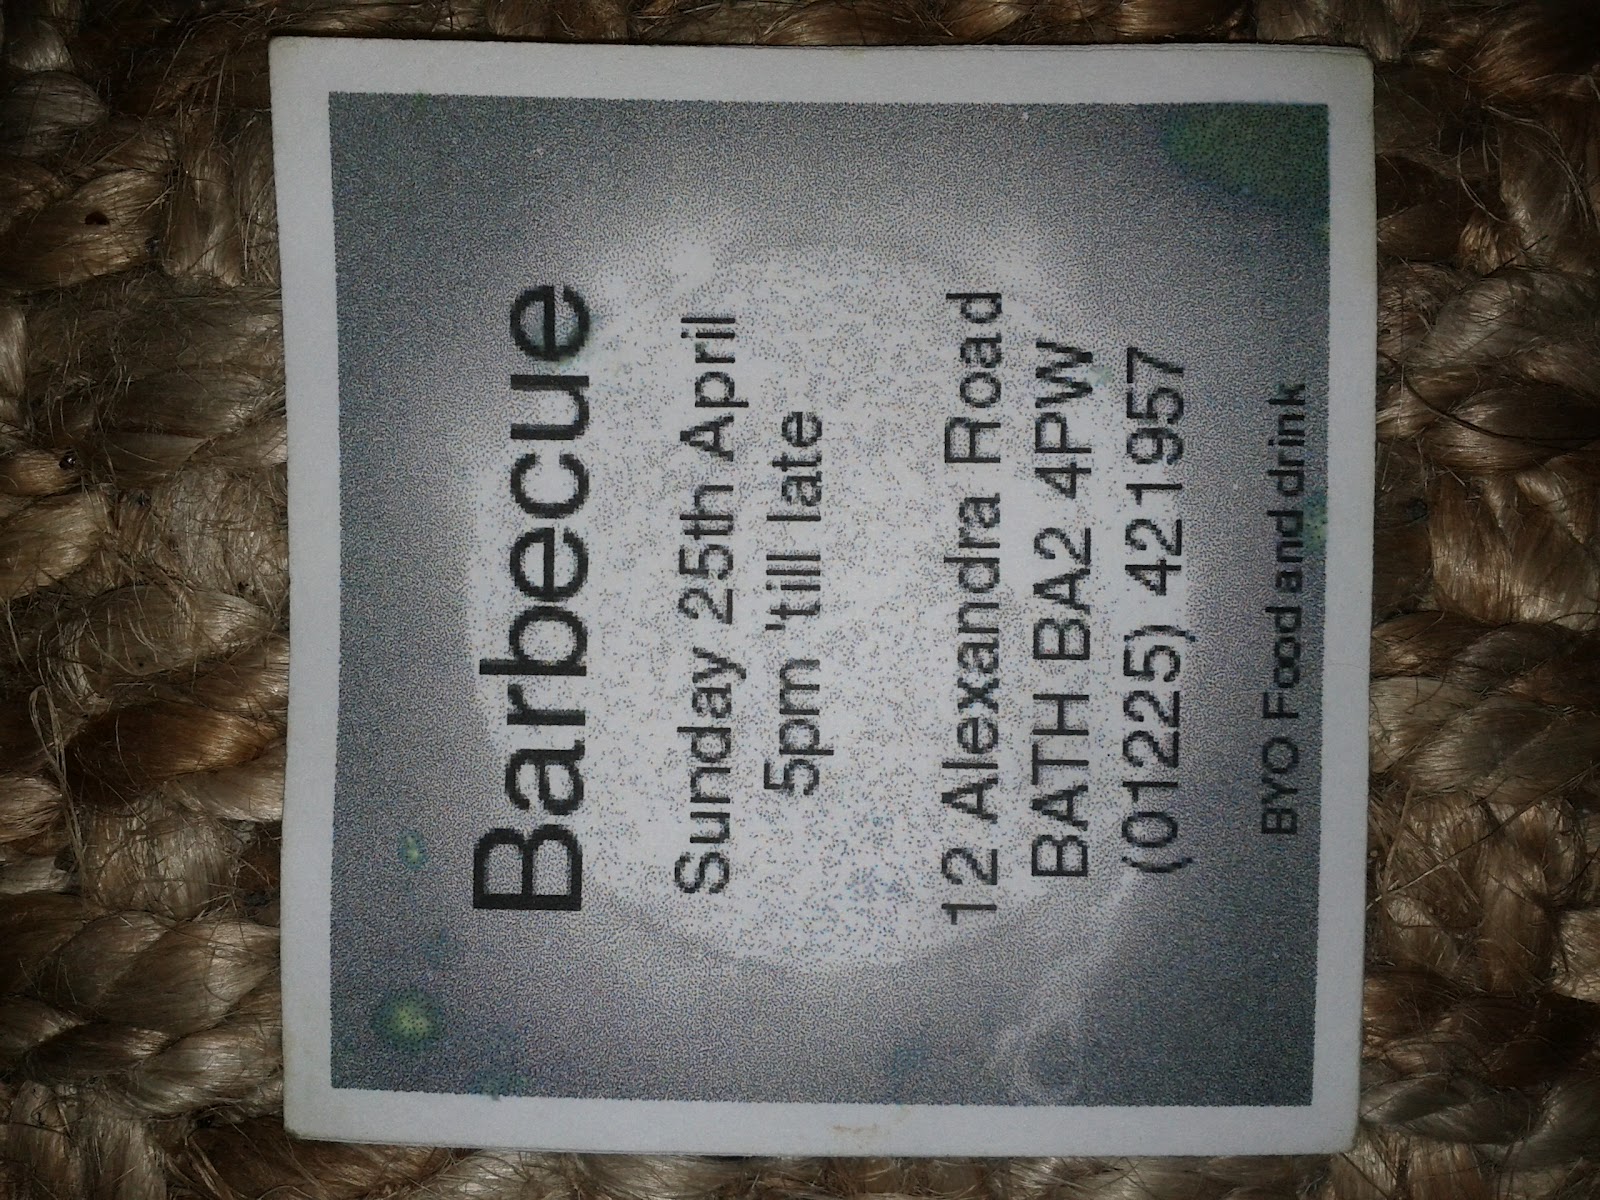 Barbecue
Sunday 25th April
5pm 'till late
12 Alexandra Road
BATH BA2 4PW
(01225) 421957
BYO Food and drink